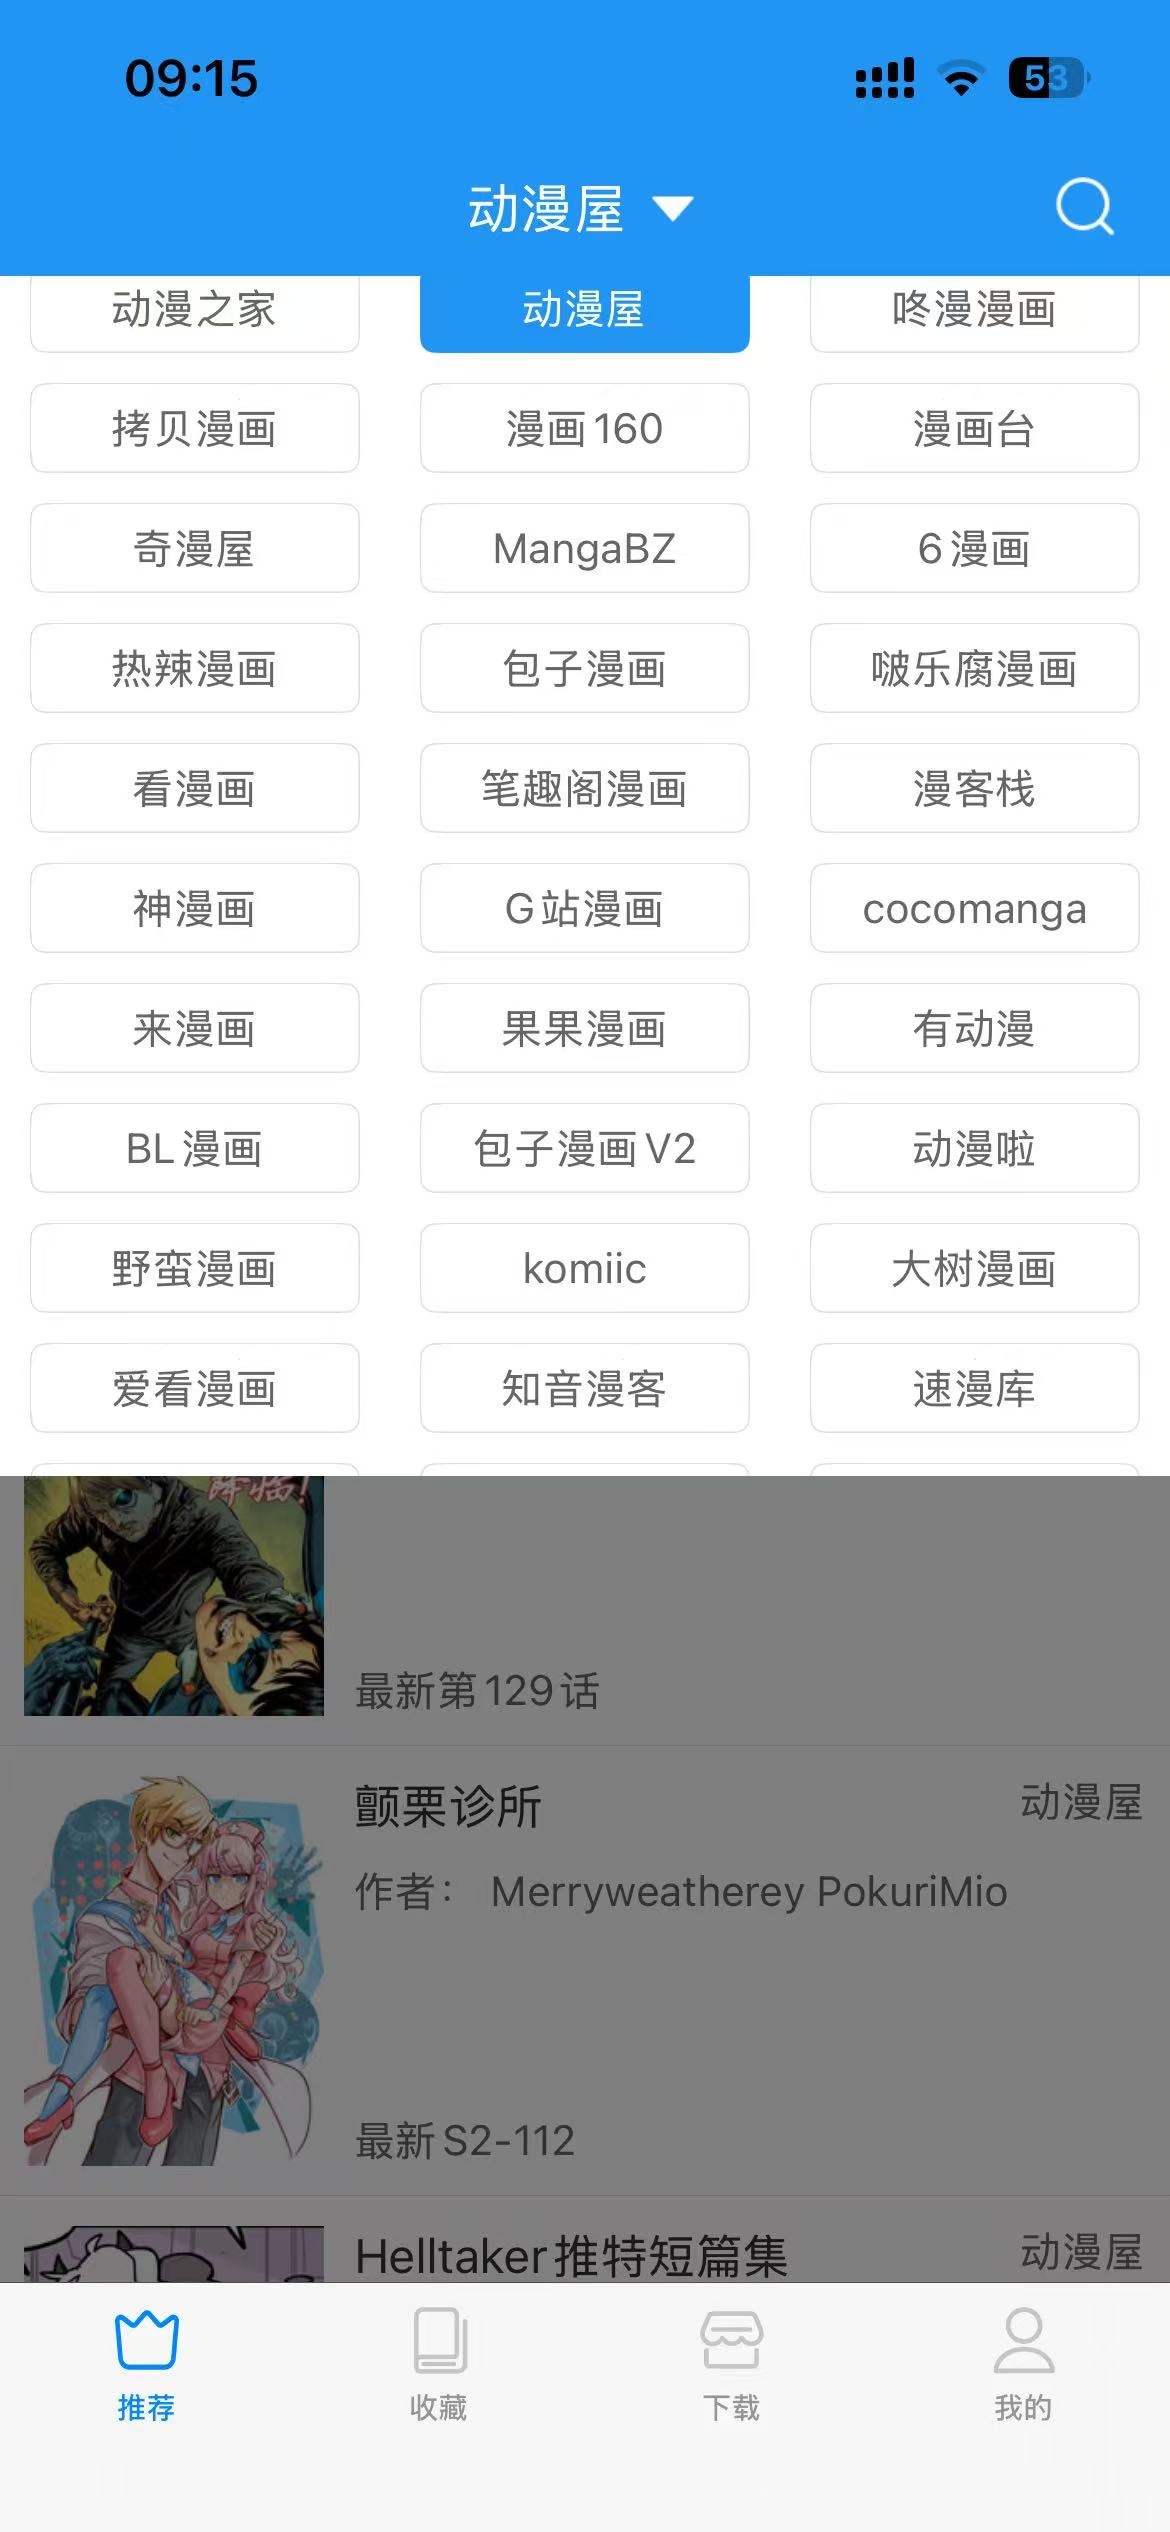 09:15
53
动漫屋
动漫之家
动漫屋
咚漫漫画
拷贝漫画
漫画160
漫画台
奇漫屋
MangaBZ
6漫画
热辣漫画
包子漫画
啵乐腐漫画
看漫画
笔趣阁漫画
漫客栈
神漫画
G站漫画
cocomanga
来漫画
果果漫画
有动漫
BL漫画
包子漫画V2
动漫啦
野蛮漫画
komiic
大树漫画
爱看漫画
知音漫客
速漫库
降临!
最新第129话
颤栗诊所
动漫屋
作者： Merryweatherey PokuriMio
最新S2-112
Helltaker推特短篇集
动漫屋
推荐
收藏
下载
我的